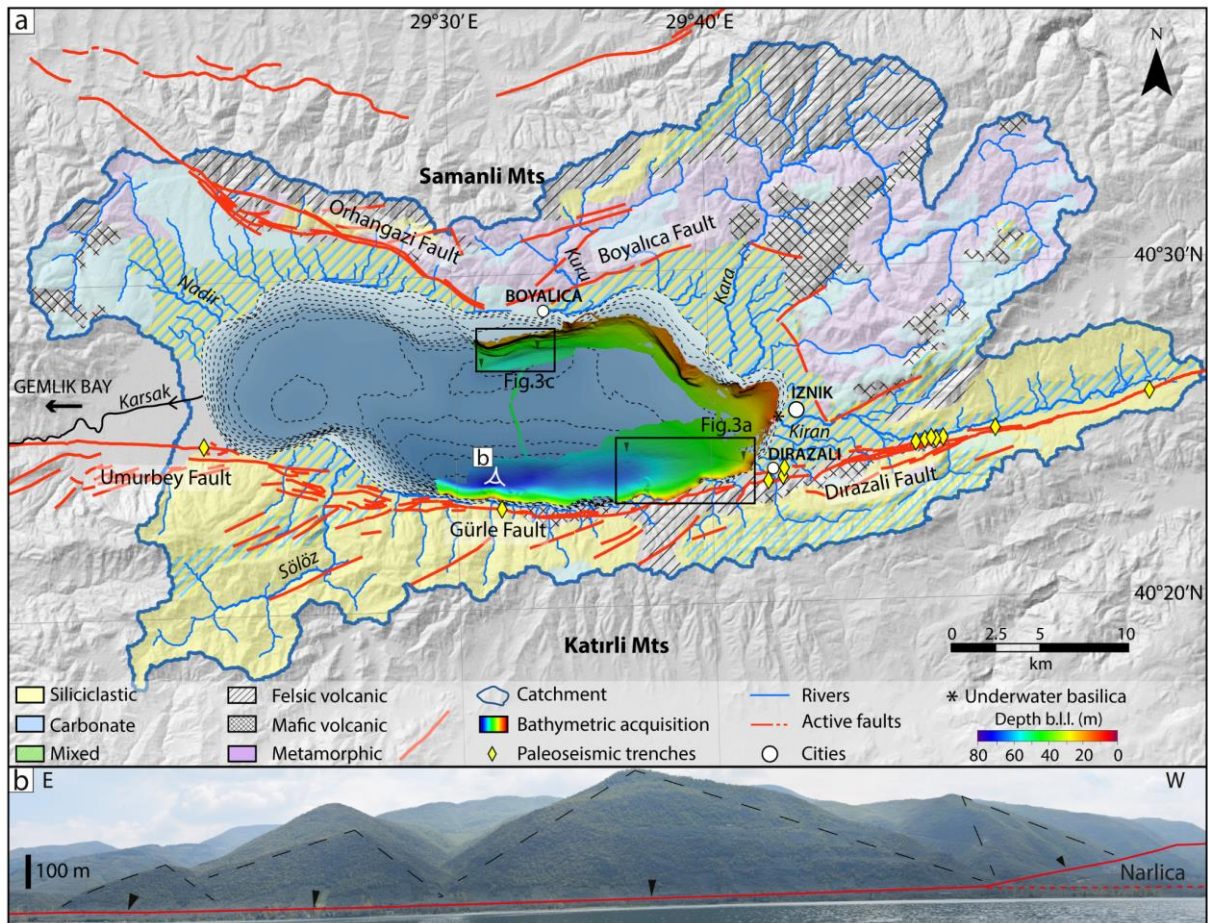 a
29°30′ E
29°40′ E
N
Samanli Mts
Orhangazi Fault
Boyalıca Fault
Kuru
Kara
40°30′N
Nadir
BOYALICA
Fig.3c
GEMLIK BAY
Karsak
İZNIK
Fig.3a
Kiran
DIRAZALI
b
Umurbey Fault
Dırazali Fault
Gürle Fault
Sölöz
40°20′N
Katırli Mts
0 2.5 5 10
km
Siliciclastic
Felsic volcanic
Catchment
Rivers
* Underwater basilica
Carbonate
Mafic volcanic
Bathymetric acquisition
Active faults
Depth b.l.l. (m)
Mixed
Metamorphic
Paleoseismic trenches
Cities
80 60 40 20 0
b E
W
100 m
Narlica